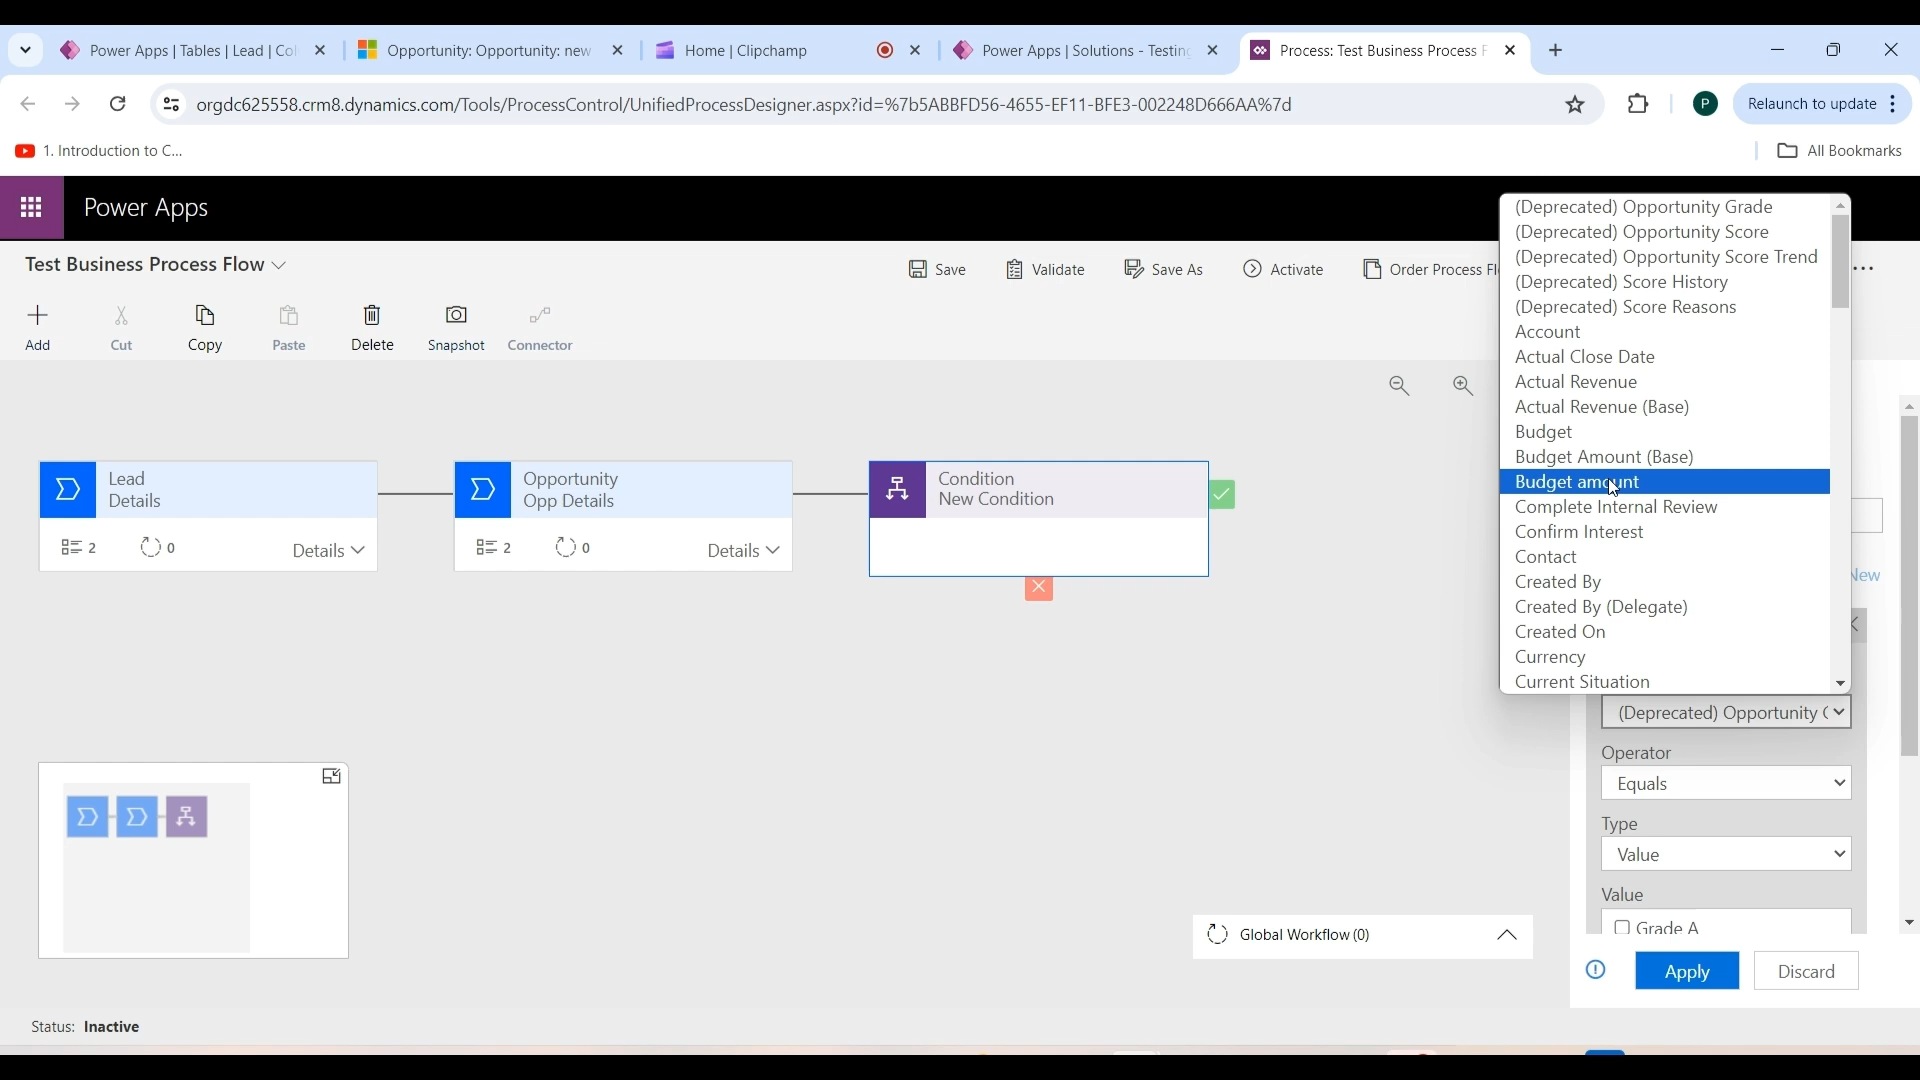 Power Apps | Tables | Lead | Col
Opportunity: Opportunity: new
Home | Clipchamp
Power Apps | Solutions - Testing
Process: Test Business Process F
orgdc625558.crm8.dynamics.com/Tools/ProcessControl/UnifiedProcessDesigner.aspx?id=%7b5ABBFD56-4655-EF11-BFE3-002248D666AA%7d
P
Relaunch to update
1. Introduction to C...
All Bookmarks
Power Apps
Test Business Process Flow
Save
Validate
Save As
Activate
Order Process Fl
Add
Cut
Copy
Paste
Delete
Snapshot
Connector
(Deprecated) Opportunity Grade
(Deprecated) Opportunity Score
(Deprecated) Opportunity Score Trend
(Deprecated) Score History
(Deprecated) Score Reasons
Account
Actual Close Date
Actual Revenue
Actual Revenue (Base)
Budget
Budget Amount (Base)
Budget amount
Complete Internal Review
Confirm Interest
Contact
Created By
Created By (Delegate)
Created On
Currency
Current Situation
Lead
Details
2
0
Details
Opportunity
Opp Details
2
0
Details
Condition
New Condition
New
(Deprecated) Opportunity (
Operator
Equals
Type
Value
Value
Grade A
Global Workflow (0)
Apply
Discard
Status: Inactive